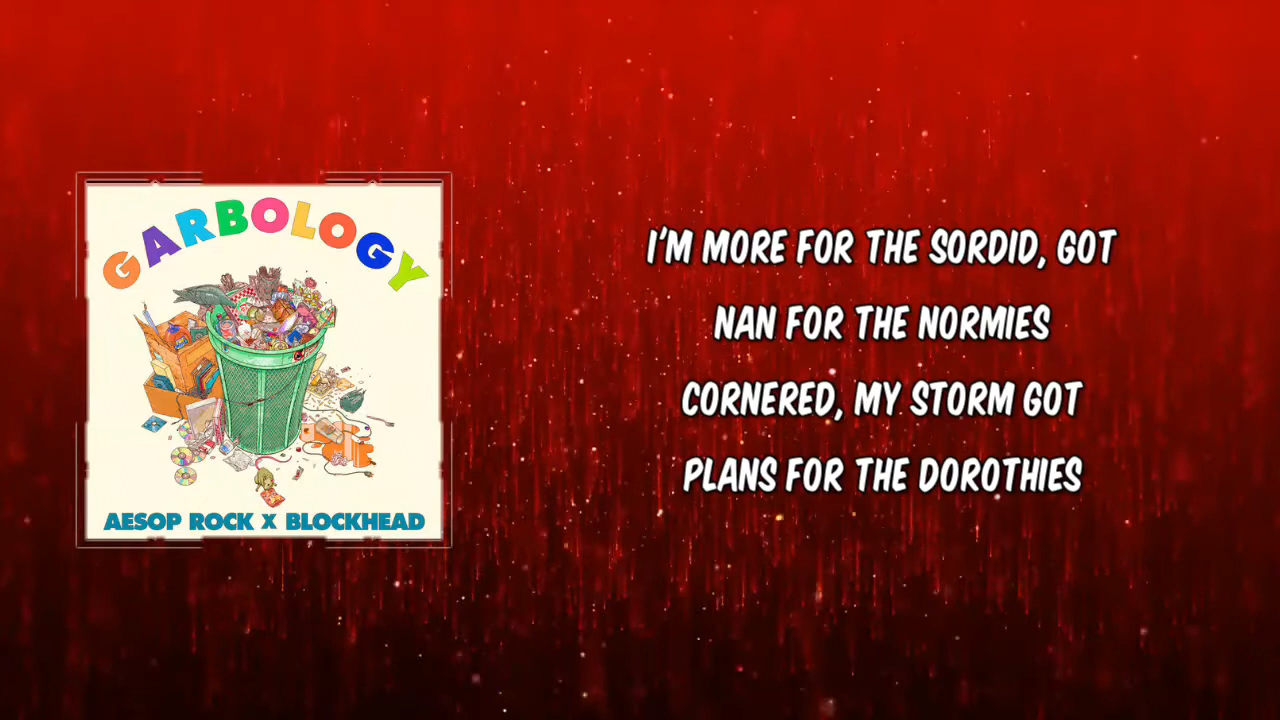 GARBOLOGY
AESOP ROCK X BLOCKHEAD
I'M MORE FOR THE SORDID, GOT
NAN FOR THE NORMIES
CORNERED, MY STORM GOT
PLANS FOR THE DOROTHIES